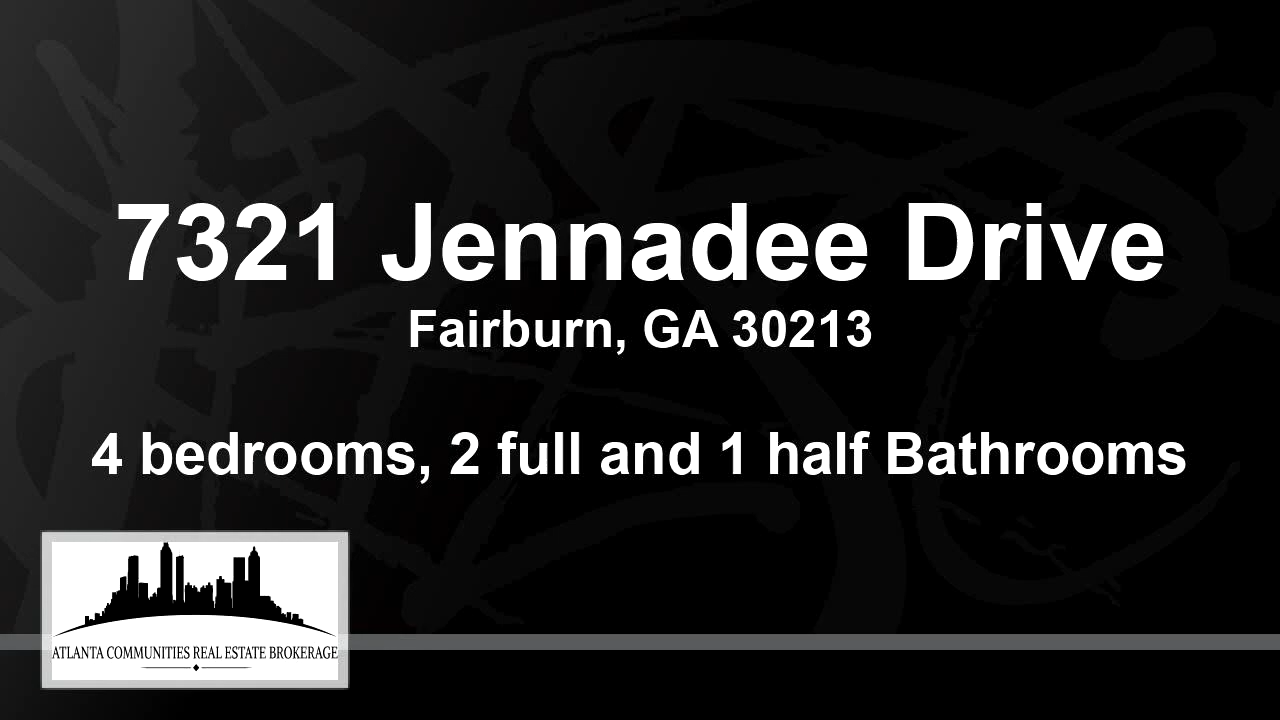 7321 Jennadee Drive
Fairburn, GA 30213
4 bedrooms, 2 full and 1 half Bathrooms
ATLANTA COMMUNITIES REAL ESTATE BROKERAGE